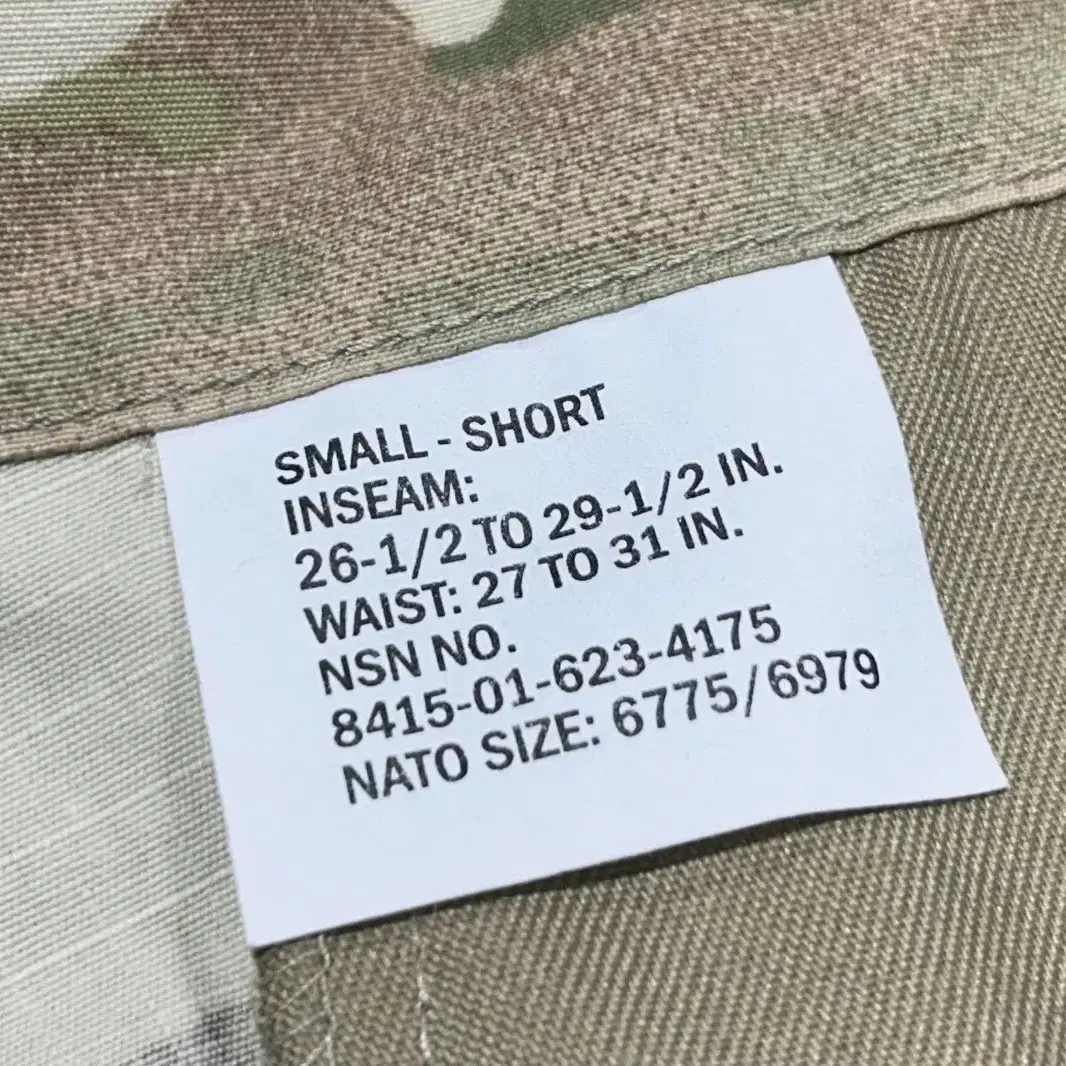 SMALL - SHORT
INSEAM:
26-1/2 TO 29-1/2 IN.
WAIST: 27 TO 31 IN.
NSN NO.
8415-01-623-4175
NATO SIZE: 6775/6979